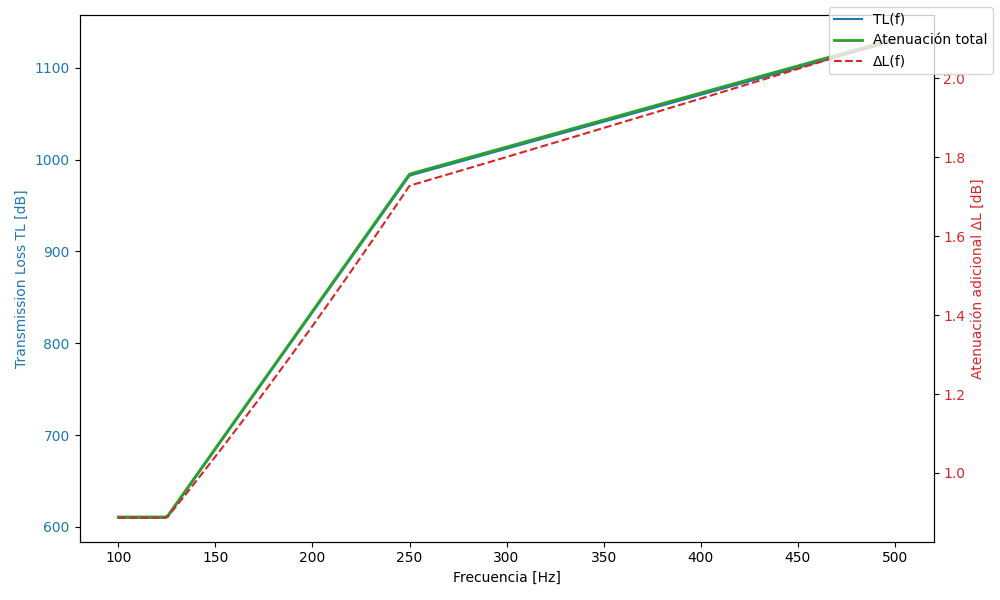 TL(f)
Atenuación total
ΔL(f)
1100
1000
900
800
700
600
Transmission Loss TL [dB]
2.0
1.8
1.6
1.4
1.2
1.0
Atenuación adicional ΔL [dB]
100 150 200 250 300 350 400 450 500
Frecuencia [Hz]